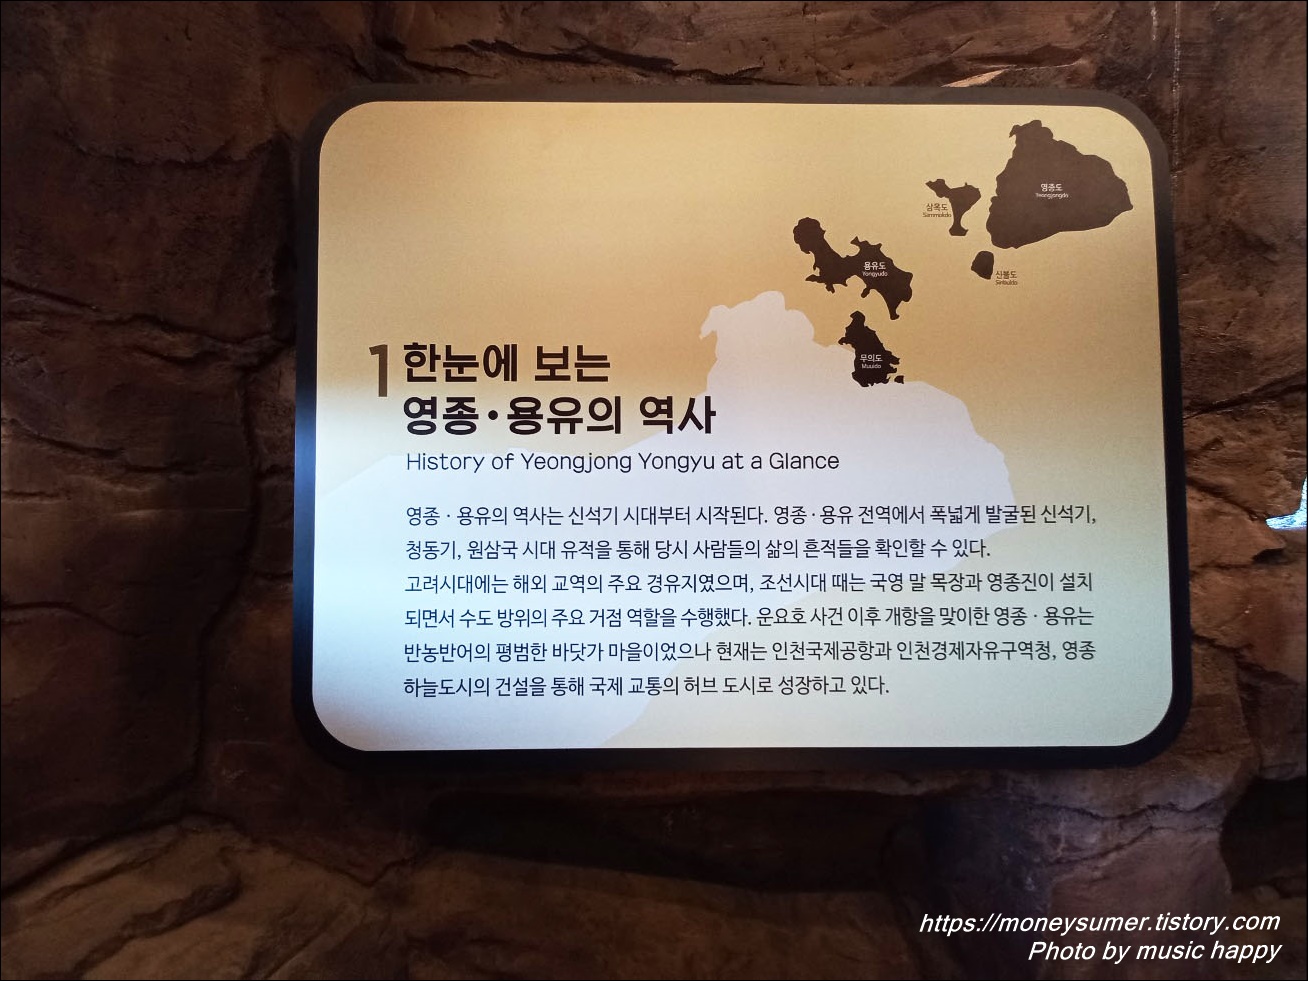 영종도
Yeongjongdo
삼목도
Sammokdo
신불도
Sinbuldo
용유도
Yongyudo
무의도
Muuido
1 한눈에 보는
영종·용유의 역사
History of Yeongjong Yongyu at a Glance
영종·용유의 역사는 신석기 시대부터 시작된다. 영종·용유 전역에서 폭넓게 발굴된 신석기,
청동기, 원삼국 시대 유적을 통해 당시 사람들의 삶의 흔적들을 확인할 수 있다.
고려시대에는 해외 교역의 주요 경유지였으며, 조선시대 때는 국영 말 목장과 영종진이 설치
되면서 수도 방위의 주요 거점 역할을 수행했다. 운요호 사건 이후 개항을 맞이한 영종·용유는
반농반어의 평범한 바닷가 마을이었으나 현재는 인천국제공항과 인천경제자유구역청, 영종
하늘도시의 건설을 통해 국제 교통의 허브 도시로 성장하고 있다.
https://moneysumer.tistory.com
Photo by music happy